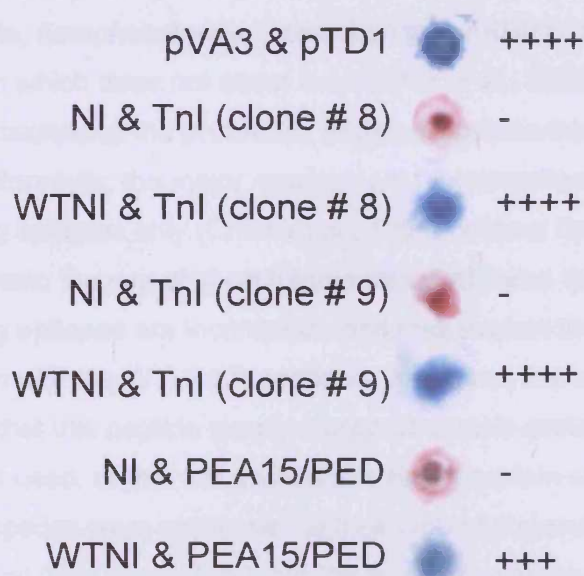 pVA3 & pTD1 ++++
NI & TnI (clone # 8) -
WTNI & TnI (clone # 8) ++++
NI & TnI (clone # 9) -
WTNI & TnI (clone # 9) ++++
NI & PEA15/PED
WTNI & PEA15/PED +++